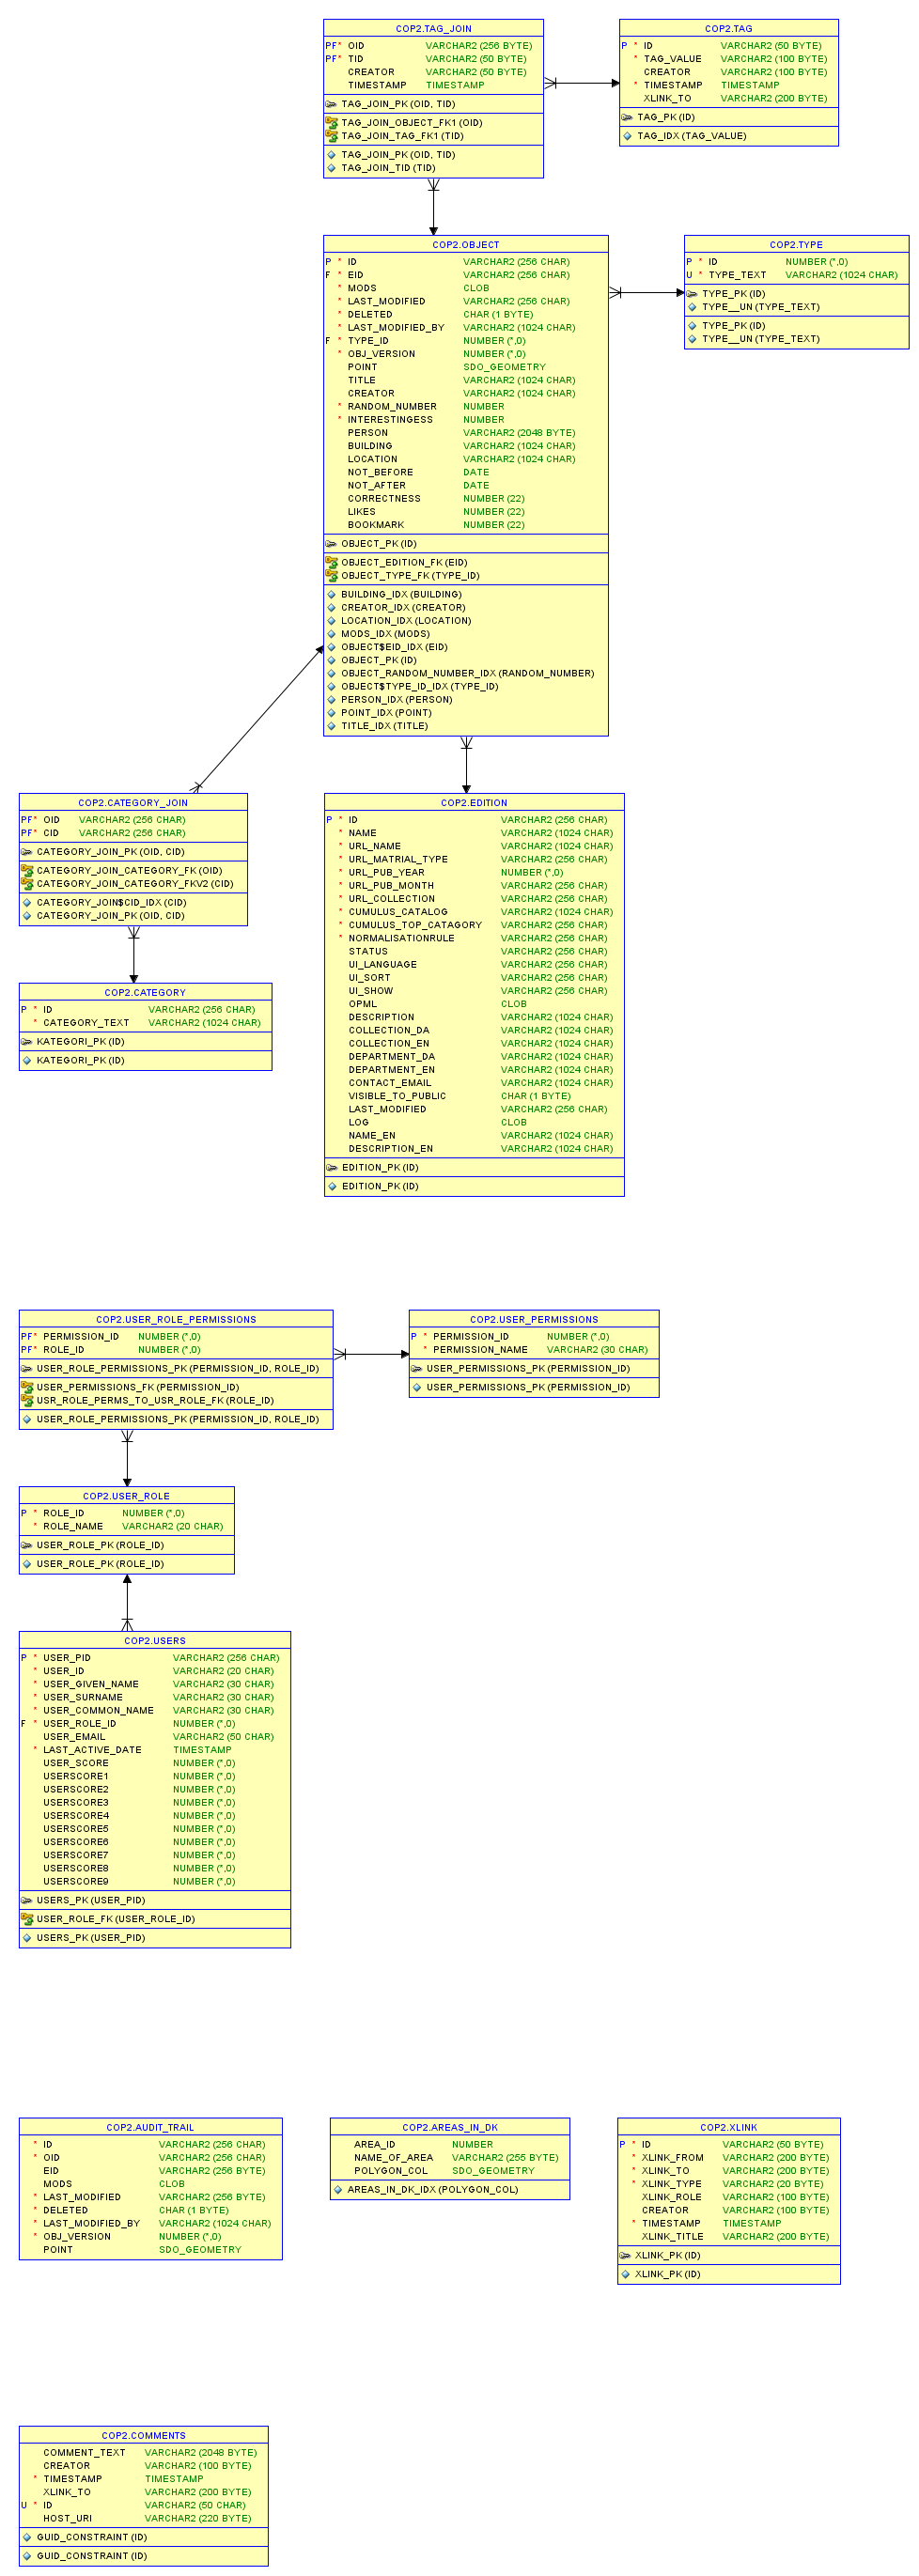 COP2.TAG_JOIN
PF* OID VARCHAR2 (256 BYTE)
PF* TID VARCHAR2 (50 BYTE)
CREATOR VARCHAR2 (50 BYTE)
TIMESTAMP TIMESTAMP
TAG_JOIN_PK (OID, TID)
TAG_JOIN_OBJECT_FK1 (OID)
TAG_JOIN_TAG_FK1 (TID)
TAG_JOIN_PK (OID, TID)
TAG_JOIN_TID (TID)
COP2.TAG
P * ID VARCHAR2 (50 BYTE)
* TAG_VALUE VARCHAR2 (100 BYTE)
CREATOR VARCHAR2 (100 BYTE)
* TIMESTAMP TIMESTAMP
XLINK_TO VARCHAR2 (200 BYTE)
TAG_PK (ID)
TAG_IDX (TAG_VALUE)
COP2.OBJECT
P * ID VARCHAR2 (256 CHAR)
F * EID VARCHAR2 (256 CHAR)
* MODS CLOB
* LAST_MODIFIED VARCHAR2 (256 CHAR)
* DELETED CHAR (1 BYTE)
* LAST_MODIFIED_BY VARCHAR2 (1024 CHAR)
F * TYPE_ID NUMBER (*,0)
* OBJ_VERSION NUMBER (*,0)
POINT SDO_GEOMETRY
TITLE VARCHAR2 (1024 CHAR)
CREATOR VARCHAR2 (1024 CHAR)
* RANDOM_NUMBER NUMBER
* INTERESTINGESS NUMBER
PERSON VARCHAR2 (2048 BYTE)
BUILDING VARCHAR2 (1024 CHAR)
LOCATION VARCHAR2 (1024 CHAR)
NOT_BEFORE DATE
NOT_AFTER DATE
CORRECTNESS NUMBER (22)
LIKES NUMBER (22)
BOOKMARK NUMBER (22)
OBJECT_PK (ID)
OBJECT_EDITION_FK (EID)
OBJECT_TYPE_FK (TYPE_ID)
BUILDING_IDX (BUILDING)
CREATOR_IDX (CREATOR)
LOCATION_IDX (LOCATION)
MODS_IDX (MODS)
OBJECT$EID_IDX (EID)
OBJECT_PK (ID)
OBJECT_RANDOM_NUMBER_IDX (RANDOM_NUMBER)
OBJECT$TYPE_ID_IDX (TYPE_ID)
PERSON_IDX (PERSON)
POINT_IDX (POINT)
TITLE_IDX (TITLE)
COP2.TYPE
P * ID NUMBER (*,0)
U * TYPE_TEXT VARCHAR2 (1024 CHAR)
TYPE_PK (ID)
TYPE__UN (TYPE_TEXT)
TYPE_PK (ID)
TYPE__UN (TYPE_TEXT)
COP2.CATEGORY_JOIN
PF* OID VARCHAR2 (256 CHAR)
PF* CID VARCHAR2 (256 CHAR)
CATEGORY_JOIN_PK (OID, CID)
CATEGORY_JOIN_CATEGORY_FK (OID)
CATEGORY_JOIN_CATEGORY_FKV2 (CID)
CATEGORY_JOIN$CID_IDX (CID)
CATEGORY_JOIN_PK (OID, CID)
COP2.CATEGORY
P * ID VARCHAR2 (256 CHAR)
* CATEGORY_TEXT VARCHAR2 (1024 CHAR)
KATEGORI_PK (ID)
KATEGORI_PK (ID)
COP2.EDITION
P * ID VARCHAR2 (256 CHAR)
* NAME VARCHAR2 (1024 CHAR)
* URL_NAME VARCHAR2 (1024 CHAR)
* URL_MATRIAL_TYPE VARCHAR2 (256 CHAR)
* URL_PUB_YEAR NUMBER (*,0)
* URL_PUB_MONTH VARCHAR2 (256 CHAR)
* URL_COLLECTION VARCHAR2 (256 CHAR)
* CUMULUS_CATALOG VARCHAR2 (1024 CHAR)
* CUMULUS_TOP_CATAGORY VARCHAR2 (256 CHAR)
* NORMALISATIONRULE VARCHAR2 (256 CHAR)
STATUS VARCHAR2 (256 CHAR)
UI_LANGUAGE VARCHAR2 (256 CHAR)
UI_SORT VARCHAR2 (256 CHAR)
UI_SHOW VARCHAR2 (256 CHAR)
OPML CLOB
DESCRIPTION VARCHAR2 (1024 CHAR)
COLLECTION_DA VARCHAR2 (1024 CHAR)
COLLECTION_EN VARCHAR2 (1024 CHAR)
DEPARTMENT_DA VARCHAR2 (1024 CHAR)
DEPARTMENT_EN VARCHAR2 (1024 CHAR)
CONTACT_EMAIL VARCHAR2 (1024 CHAR)
VISIBLE_TO_PUBLIC CHAR (1 BYTE)
LAST_MODIFIED VARCHAR2 (256 CHAR)
LOG CLOB
NAME_EN VARCHAR2 (1024 CHAR)
DESCRIPTION_EN VARCHAR2 (1024 CHAR)
EDITION_PK (ID)
EDITION_PK (ID)
COP2.USER_ROLE_PERMISSIONS
PF* PERMISSION_ID NUMBER (*,0)
PF* ROLE_ID NUMBER (*,0)
USER_ROLE_PERMISSIONS_PK (PERMISSION_ID, ROLE_ID)
USER_PERMISSIONS_FK (PERMISSION_ID)
USR_ROLE_PERMS_TO_USR_ROLE_FK (ROLE_ID)
USER_ROLE_PERMISSIONS_PK (PERMISSION_ID, ROLE_ID)
COP2.USER_PERMISSIONS
P * PERMISSION_ID NUMBER (*,0)
* PERMISSION_NAME VARCHAR2 (30 CHAR)
USER_PERMISSIONS_PK (PERMISSION_ID)
USER_PERMISSIONS_PK (PERMISSION_ID)
COP2.USER_ROLE
P * ROLE_ID NUMBER (*,0)
* ROLE_NAME VARCHAR2 (20 CHAR)
USER_ROLE_PK (ROLE_ID)
USER_ROLE_PK (ROLE_ID)
COP2.USERS
P * USER_PID VARCHAR2 (256 CHAR)
* USER_ID VARCHAR2 (20 CHAR)
* USER_GIVEN_NAME VARCHAR2 (30 CHAR)
* USER_SURNAME VARCHAR2 (30 CHAR)
* USER_COMMON_NAME VARCHAR2 (30 CHAR)
F * USER_ROLE_ID NUMBER (*,0)
USER_EMAIL VARCHAR2 (50 CHAR)
* LAST_ACTIVE_DATE TIMESTAMP
USER_SCORE NUMBER (*,0)
USERSCORE1 NUMBER (*,0)
USERSCORE2 NUMBER (*,0)
USERSCORE3 NUMBER (*,0)
USERSCORE4 NUMBER (*,0)
USERSCORE5 NUMBER (*,0)
USERSCORE6 NUMBER (*,0)
USERSCORE7 NUMBER (*,0)
USERSCORE8 NUMBER (*,0)
USERSCORE9 NUMBER (*,0)
USERS_PK (USER_PID)
USER_ROLE_FK (USER_ROLE_ID)
USERS_PK (USER_PID)
COP2.AUDIT_TRAIL
* ID VARCHAR2 (256 CHAR)
* OID VARCHAR2 (256 CHAR)
EID VARCHAR2 (256 BYTE)
MODS CLOB
* LAST_MODIFIED VARCHAR2 (256 BYTE)
* DELETED CHAR (1 BYTE)
* LAST_MODIFIED_BY VARCHAR2 (1024 CHAR)
* OBJ_VERSION NUMBER (*,0)
POINT SDO_GEOMETRY
COP2.AREAS_IN_DK
AREA_ID NUMBER
NAME_OF_AREA VARCHAR2 (255 BYTE)
POLYGON_COL SDO_GEOMETRY
AREAS_IN_DK_IDX (POLYGON_COL)
COP2.XLINK
P * ID VARCHAR2 (50 BYTE)
* XLINK_FROM VARCHAR2 (200 BYTE)
* XLINK_TO VARCHAR2 (200 BYTE)
* XLINK_TYPE VARCHAR2 (20 BYTE)
XLINK_ROLE VARCHAR2 (100 BYTE)
CREATOR VARCHAR2 (100 BYTE)
* TIMESTAMP TIMESTAMP
XLINK_TITLE VARCHAR2 (200 BYTE)
XLINK_PK (ID)
XLINK_PK (ID)
COP2.COMMENTS
COMMENT_TEXT VARCHAR2 (2048 BYTE)
CREATOR VARCHAR2 (100 BYTE)
* TIMESTAMP TIMESTAMP
XLINK_TO VARCHAR2 (200 BYTE)
U * ID VARCHAR2 (50 CHAR)
HOST_URI VARCHAR2 (220 BYTE)
GUID_CONSTRAINT (ID)
GUID_CONSTRAINT (ID)